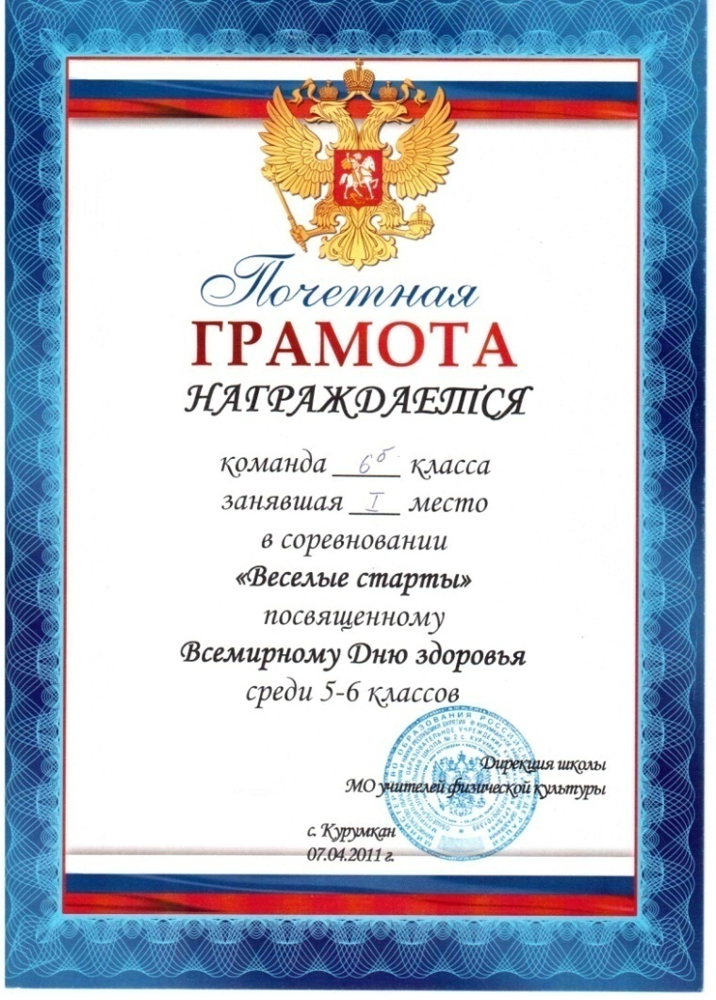 Почетная
ГРАМОТА
НАГРАЖДАЕТСЯ
команда 6б класса
занявшая I место
в соревновании
«Веселые старты»
посвященному
Всемирному Дню здоровья
среди 5-6 классов
Дирекция школы
МО учителей физической культуры
с. Курумкан
07.04.2011 г.